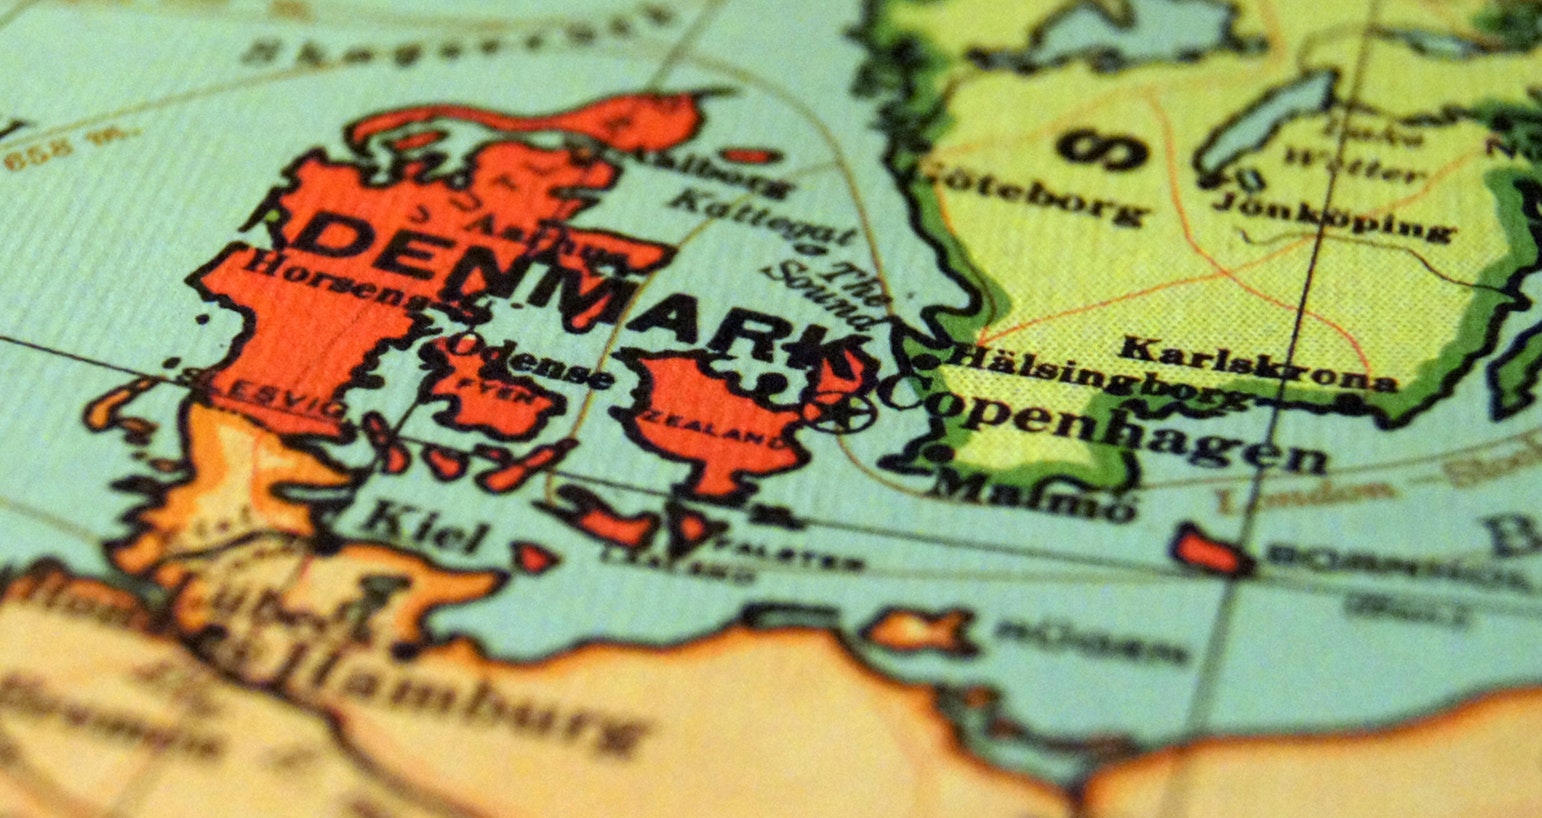 Skagerrak
658 m.
Aalborg
Kattegat
S
Lake
Wetter
Göteborg
Jönköping
DENMARK
Aarhus
Horsens
The
Sound
Odense
FYEN
SLESVIG
ZEALAND
Hälsingborg
Karlskrona
Copenhagen
Malmö
London
Kiel
LAALAND
FALSTER
BORNHOLM
RÜGEN
Lübeck
Hamburg
B